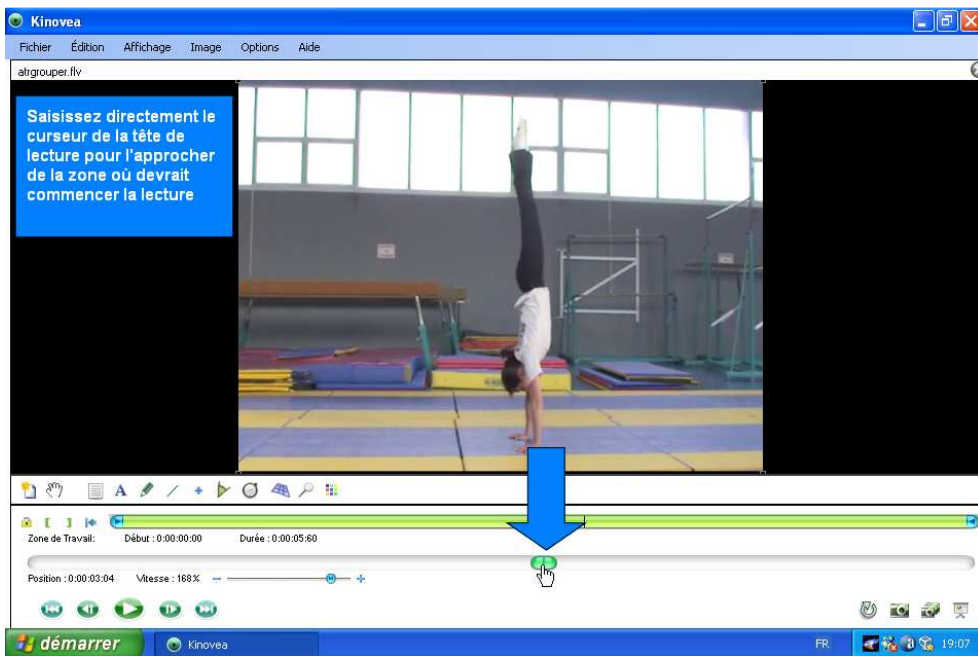 Kinovea
Fichier Édition Affichage Image Options Aide
atrgrouper.flv
Saisissez directement le
curseur de la tête de
lecture pour l'approcher
de la zone où devrait
commencer la lecture
Zone de Travail: Début : 0:00:00:00 Durée : 0:00:05:60
Position : 0:00:03:04 Vitesse : 168%
démarrer Kinovea FR 19:07